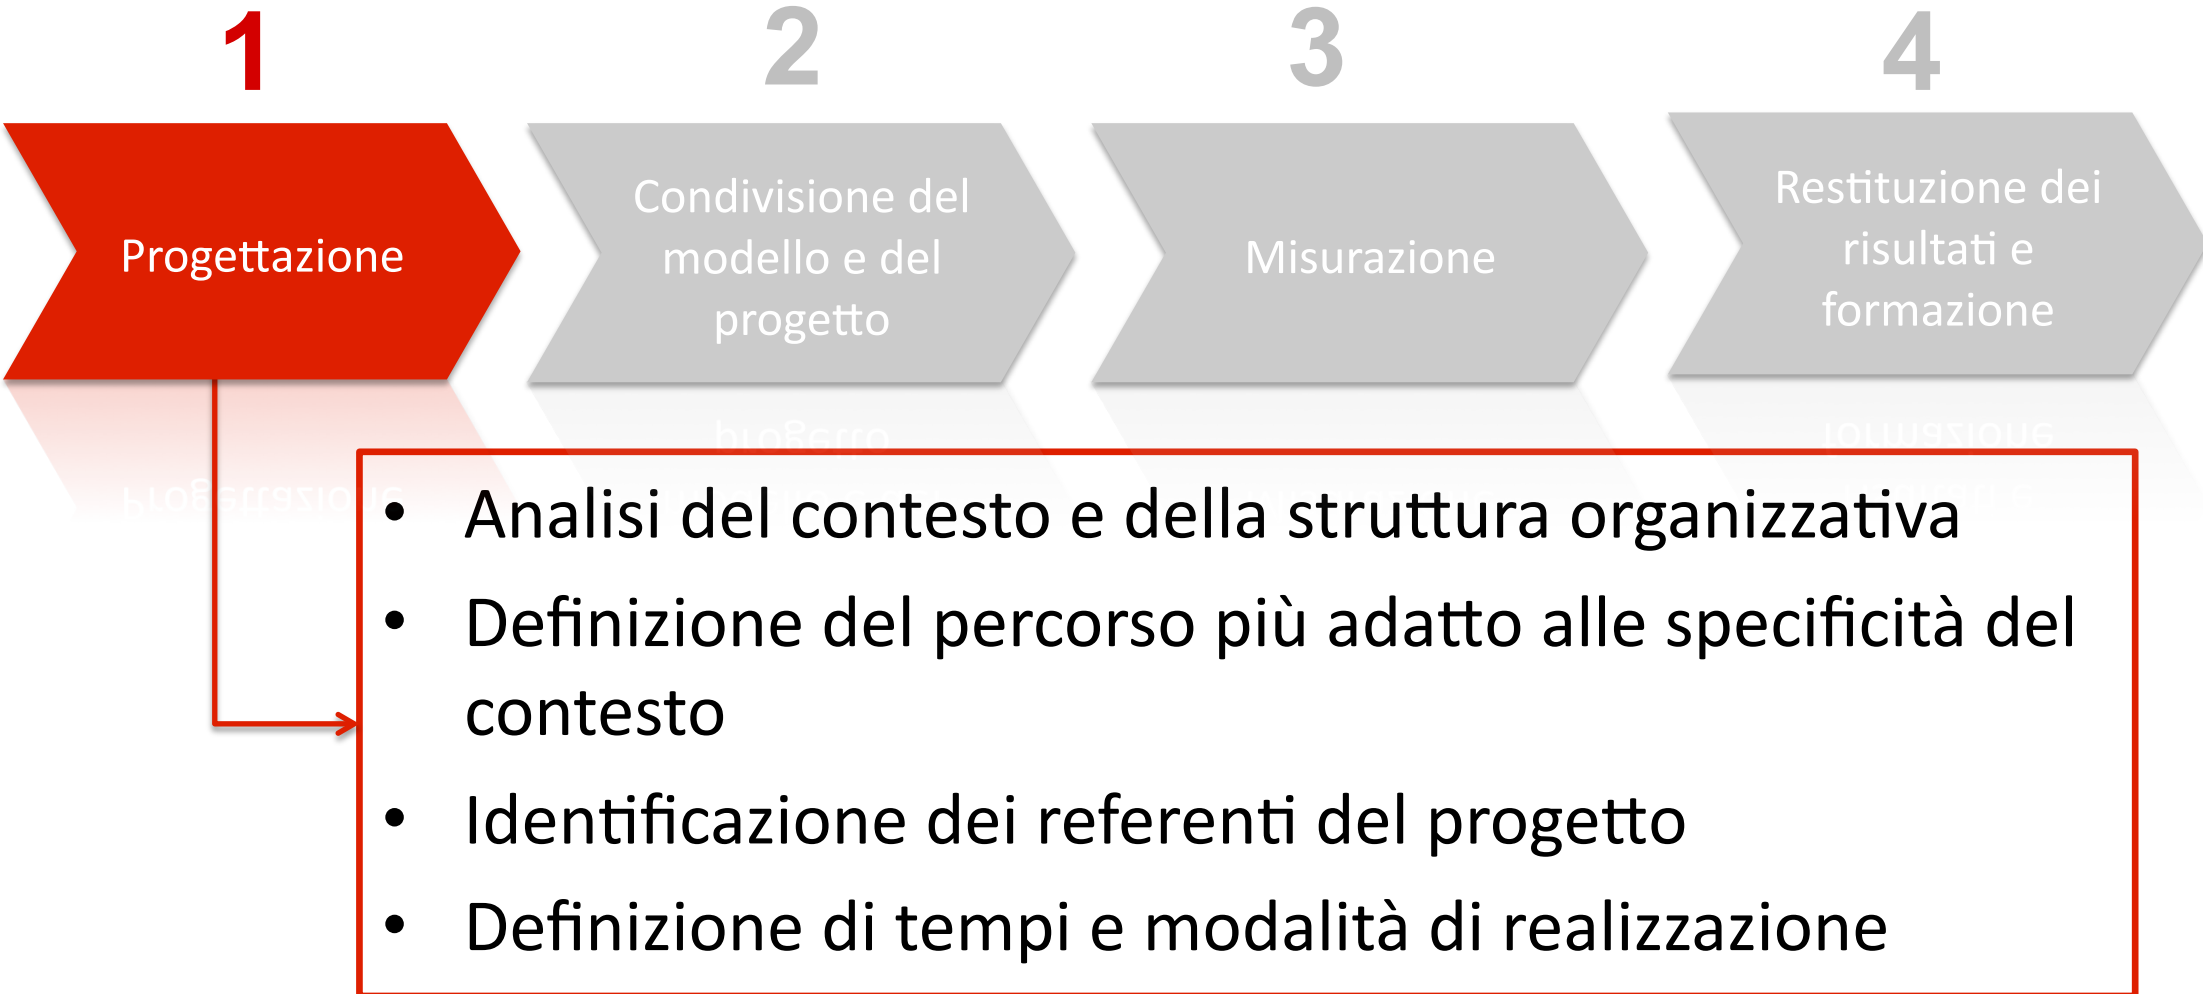 1
2
3
4
Progettazione
Condivisione del
modello e del
progetto
Misurazione
Restituzione dei
risultati e
formazione
• Analisi del contesto e della struttura organizzativa
• Definizione del percorso più adatto alle specificità del
contesto
• Identificazione dei referenti del progetto
• Definizione di tempi e modalità di realizzazione